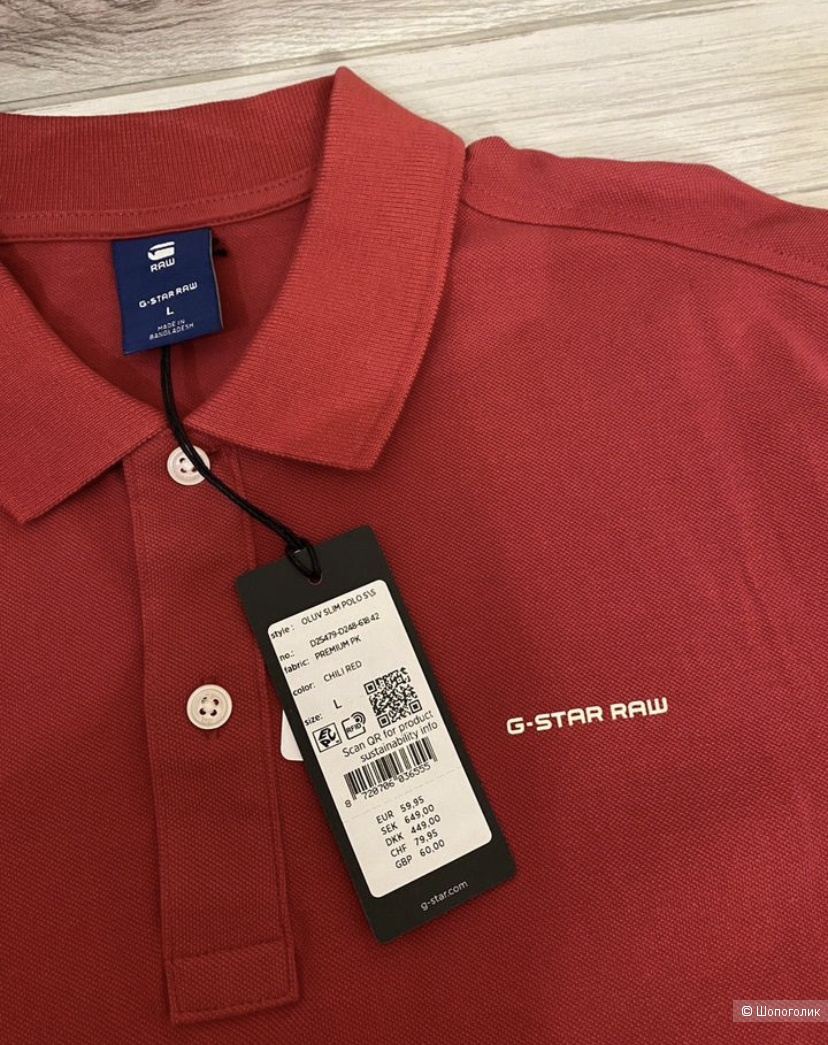 RAW
G-STAR RAW
L
MADE IN
BANGLADESH
style: OLUV SLIM POLO S\S
no.: D25479-D248-61842
fabric: PREMIUM PK
color: CHILI RED
size: L
RFID
Scan QR for product
sustainability info
8 720706 036555
EUR 59,95
SEK 649,00
DKK 449,00
CHF 79,95
GBP 60,00
g-star.com
G-STAR RAW
© Шопоголик